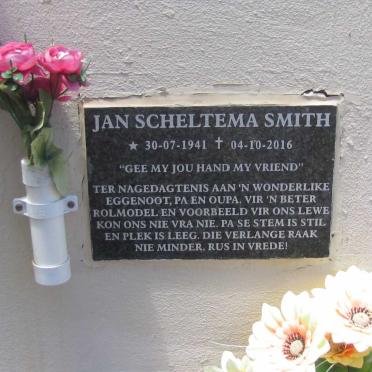 JAN SCHELTEMA SMITH
★ 30-07-1941 ✝ 04-10-2016
"GEE MY JOU HAND MY VRIEND"
TER NAGEDAGTENIS AAN 'N WONDERLIKE
EGGENOOT, PA EN OUPA. VIR 'N BETER
ROLMODEL EN VOORBEELD VIR ONS LEWE
KON ONS NIE VRA NIE. PA SE STEM IS STIL
EN PLEK IS LEEG. DIE VERLANGE RAAK
NIE MINDER. RUS IN VREDE!